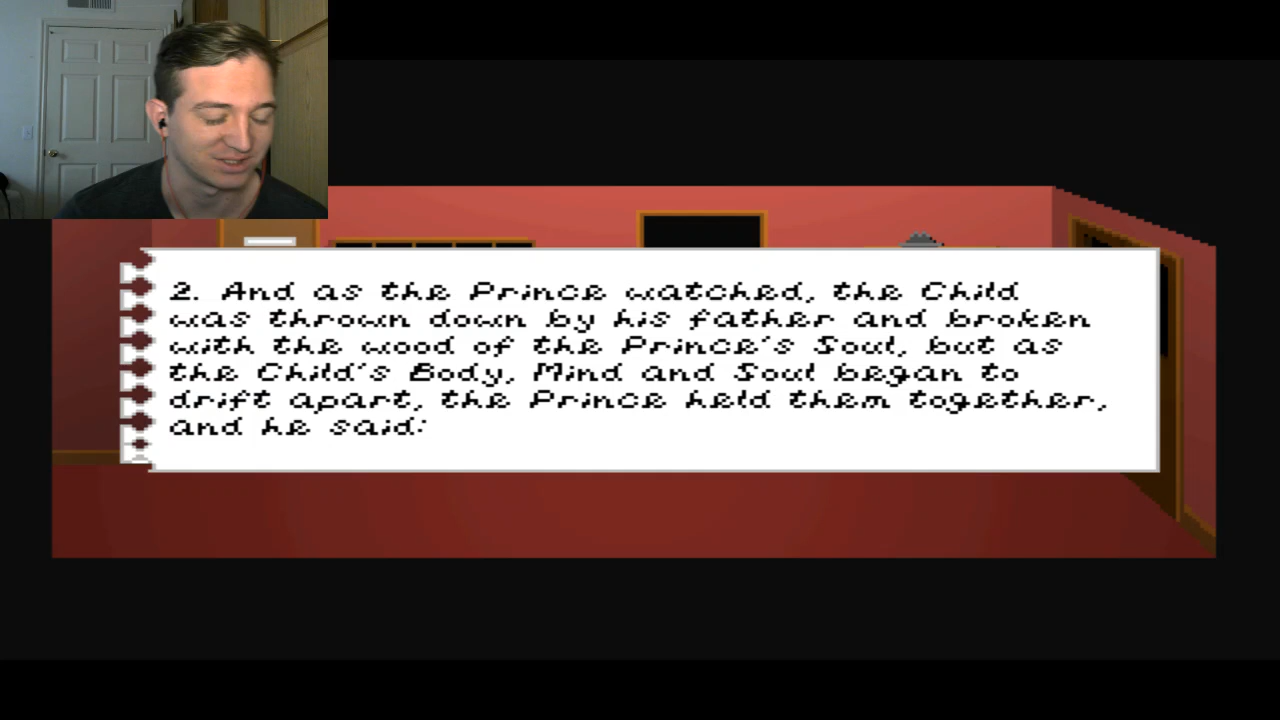 2. And as the Prince watched, the Child
was thrown down by his father and broken
with the wood of the Prince's Soul, but as
the Child's Body, Mind and Soul began to
drift apart, the Prince held them together,
and he said: